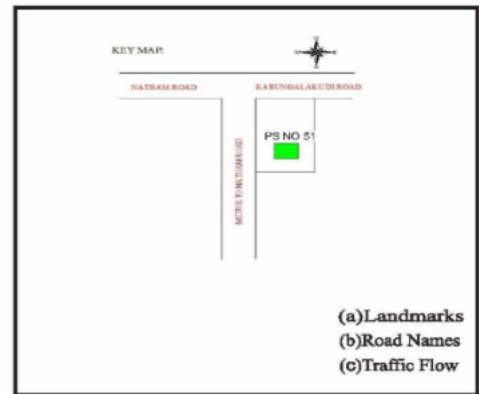 KEY MAP:
NATHAM ROAD
KARUNGALAKUDI ROAD
PS NO 51
(a)Landmarks
(b)Road Names
(c)Traffic Flow